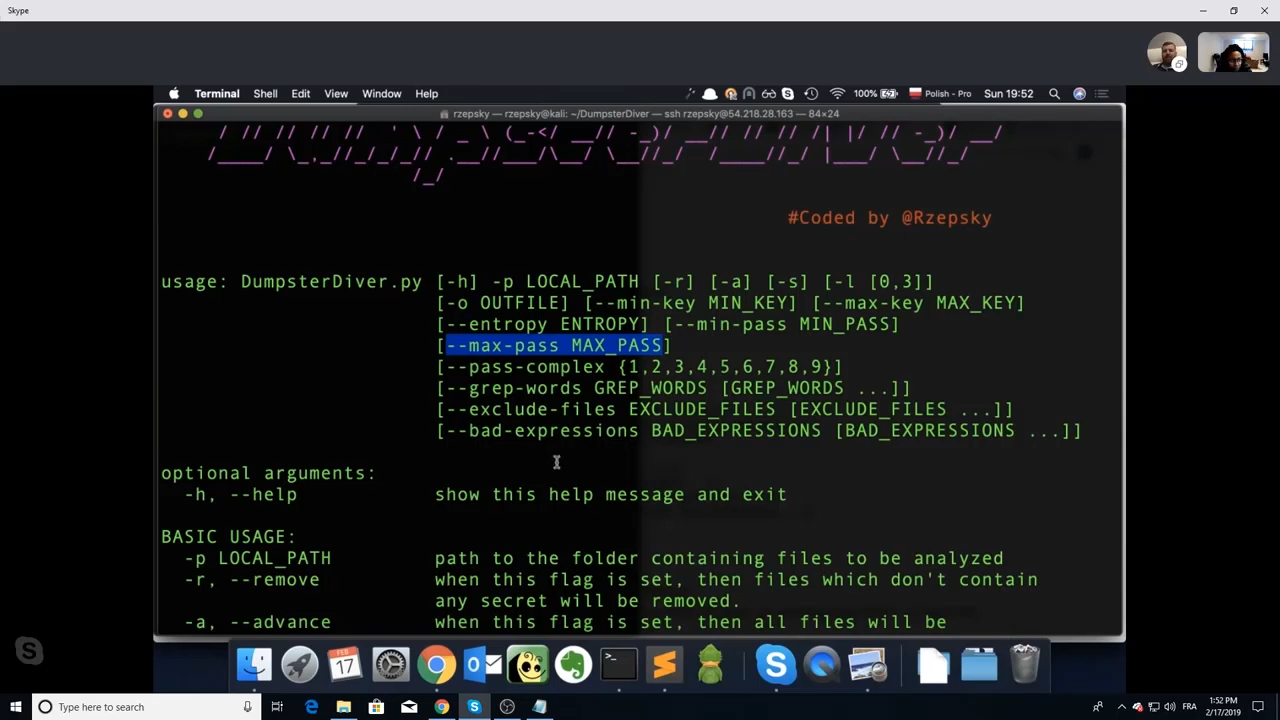 Skype
Terminal Shell Edit View Window Help 100% Polish - Pro Sun 19:52
rzepsky — rzepsky@kali: ~/DumpsterDiver — ssh rzepsky@54.218.28.163 — 84×24
#Coded by @Rzepsky
usage: DumpsterDiver.py [-h] -p LOCAL_PATH [-r] [-a] [-s] [-l [0,3]]
[-o OUTFILE] [--min-key MIN_KEY] [--max-key MAX_KEY]
[--entropy ENTROPY] [--min-pass MIN_PASS]
[--max-pass MAX_PASS]
[--pass-complex {1,2,3,4,5,6,7,8,9}]
[--grep-words GREP_WORDS [GREP_WORDS ...]]
[--exclude-files EXCLUDE_FILES [EXCLUDE_FILES ...]]
[--bad-expressions BAD_EXPRESSIONS [BAD_EXPRESSIONS ...]]
optional arguments:
-h, --help show this help message and exit
BASIC USAGE:
-p LOCAL_PATH path to the folder containing files to be analyzed
-r, --remove when this flag is set, then files which don't contain
any secret will be removed.
-a, --advance when this flag is set, then all files will be
FEB
17
Type here to search
FRA
1:52 PM
2/17/2019